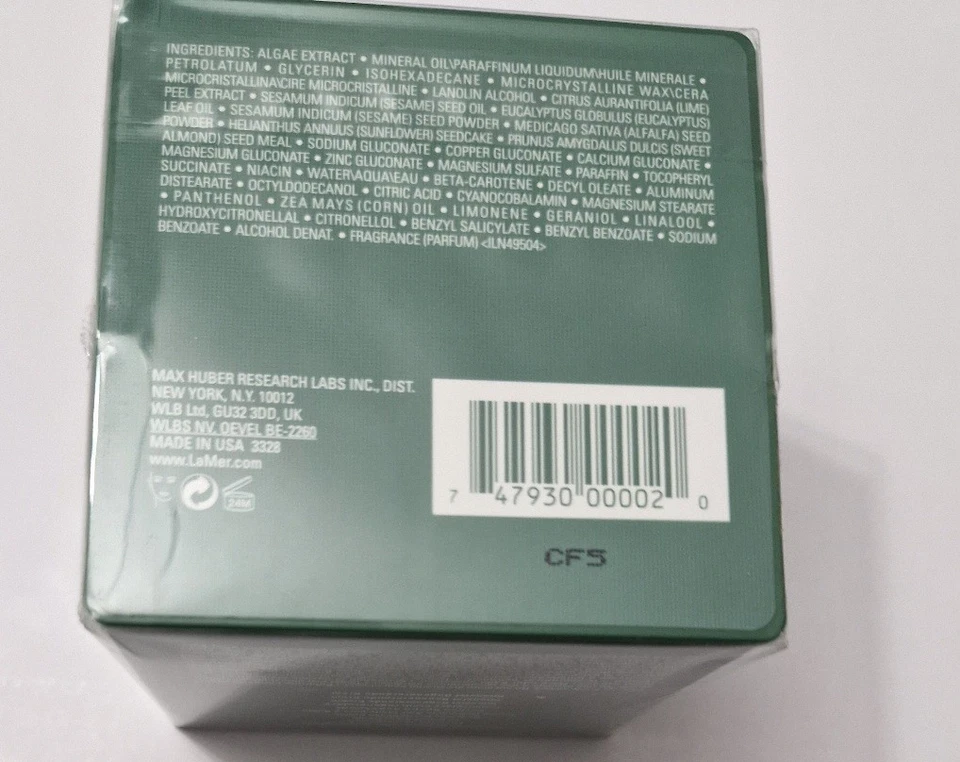 INGREDIENTS: ALGAE EXTRACT • MINERAL OIL\PARAFFINUM LIQUIDUM\HUILE MINERALE •
PETROLATUM • GLYCERIN • ISOHEXADECANE • MICROCRYSTALLINE WAX\CERA
MICROCRISTALLINA\CIRE MICROCRISTALLINE • LANOLIN ALCOHOL • CITRUS AURANTIFOLIA (LIME)
PEEL EXTRACT • SESAMUM INDICUM (SESAME) SEED OIL • EUCALYPTUS GLOBULUS (EUCALYPTUS)
LEAF OIL • SESAMUM INDICUM (SESAME) SEED POWDER • MEDICAGO SATIVA (ALFALFA) SEED
POWDER • HELIANTHUS ANNUUS (SUNFLOWER) SEEDCAKE • PRUNUS AMYGDALUS DULCIS (SWEET
ALMOND) SEED MEAL • SODIUM GLUCONATE • COPPER GLUCONATE • CALCIUM GLUCONATE •
MAGNESIUM GLUCONATE • ZINC GLUCONATE • MAGNESIUM SULFATE • PARAFFIN • TOCOPHERYL
SUCCINATE • NIACIN • WATER\AQUA\EAU • BETA-CAROTENE • DECYL OLEATE • ALUMINUM
DISTEARATE • OCTYLDODECANOL • CITRIC ACID • CYANOCOBALAMIN • MAGNESIUM STEARATE
• PANTHENOL • ZEA MAYS (CORN) OIL • LIMONENE • GERANIOL • LINALOOL •
HYDROXYCITRONELLAL • CITRONELLOL • BENZYL SALICYLATE • BENZYL BENZOATE • SODIUM
BENZOATE • ALCOHOL DENAT. • FRAGRANCE (PARFUM) <ILN49504>
MAX HUBER RESEARCH LABS INC., DIST.
NEW YORK, N.Y. 10012
WLB Ltd, GU32 3DD, UK
WLBS NV. OEVEL BE-2260
MADE IN USA 3328
www.LaMer.com
24M
7 47930 00002 0
CF5